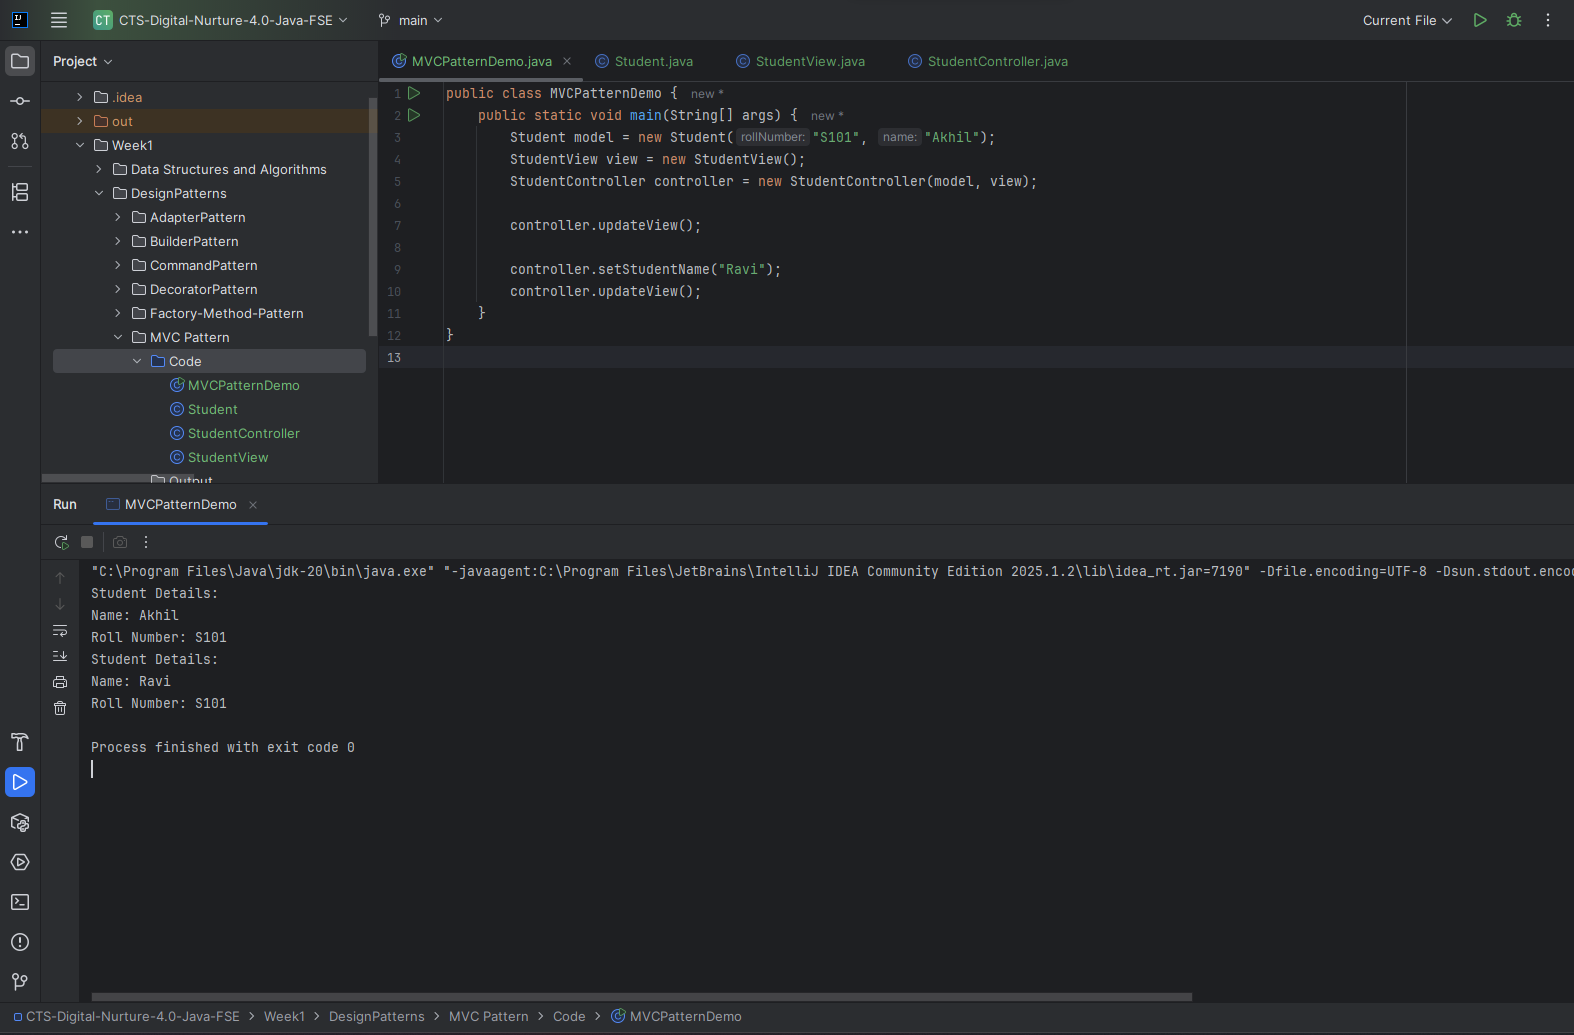 CT CTS-Digital-Nurture-4.0-Java-FSE main Current File
Project
.idea
out
Week1
Data Structures and Algorithms
DesignPatterns
AdapterPattern
BuilderPattern
CommandPattern
DecoratorPattern
Factory-Method-Pattern
MVC Pattern
Code
MVCPatternDemo
Student
StudentController
StudentView
Output
MVCPatternDemo.java Student.java StudentView.java StudentController.java
1 public class MVCPatternDemo { new *
2 public static void main(String[] args) { new *
3 Student model = new Student( rollNumber: "S101", name: "Akhil");
4 StudentView view = new StudentView();
5 StudentController controller = new StudentController(model, view);
6
7 controller.updateView();
8
9 controller.setStudentName("Ravi");
10 controller.updateView();
11 }
12 }
13
Run MVCPatternDemo
"C:\Program Files\Java\jdk-20\bin\java.exe" "-javaagent:C:\Program Files\JetBrains\IntelliJ IDEA Community Edition 2025.1.2\lib\idea_rt.jar=7190" -Dfile.encoding=UTF-8 -Dsun.stdout.enco
Student Details:
Name: Akhil
Roll Number: S101
Student Details:
Name: Ravi
Roll Number: S101
Process finished with exit code 0
CTS-Digital-Nurture-4.0-Java-FSE > Week1 > DesignPatterns > MVC Pattern > Code > MVCPatternDemo